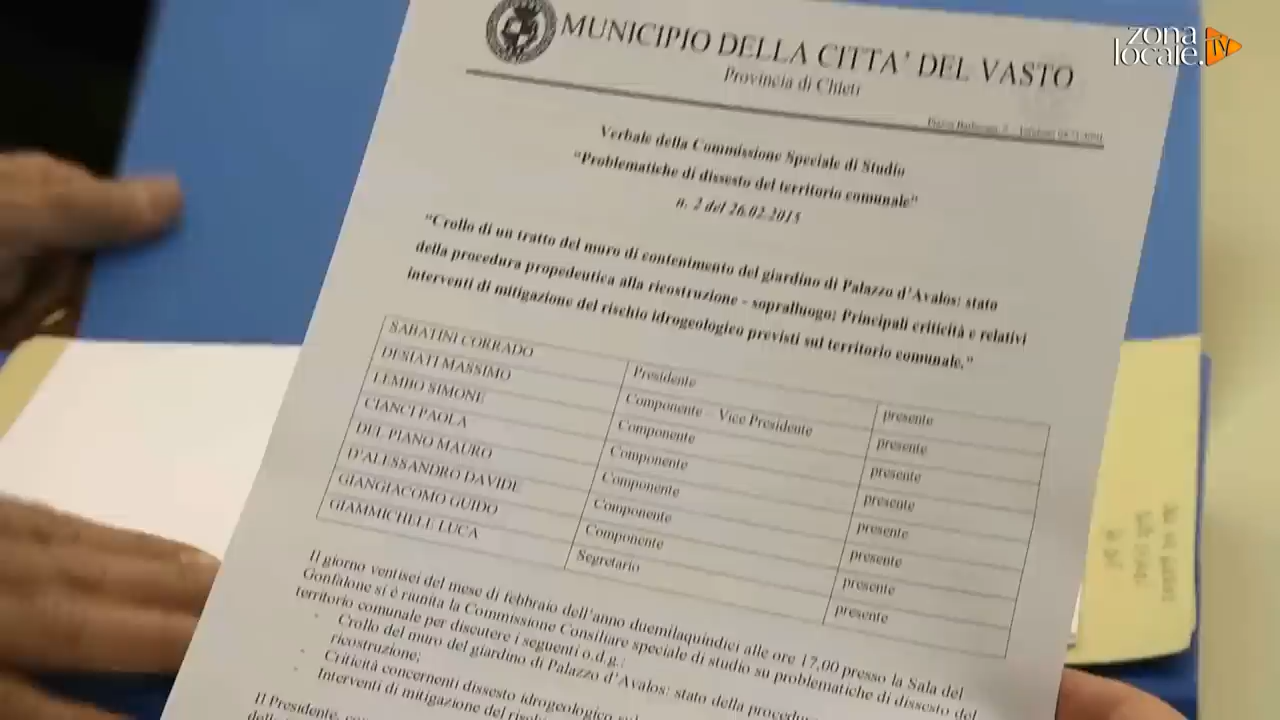 zona
locale. TV
MUNICIPIO DELLA CITTA' DEL VASTO
Provincia di Chieti
Verbale della Commissione Speciale di Studio
"Problematiche di dissesto del territorio comunale"
n. 2 del 26.02.2015
"Crollo di un tratto del muro di contenimento del giardino di Palazzo d'Avalos: stato
della procedura propedeutica alla ricostruzione - sopralluogo; Principali criticità e relativi
interventi di mitigazione del rischio idrogeologico previsti sul territorio comunale."
SABATINI CORRADO Presidente presente
DESIATI MASSIMO Componente Vice Presidente presente
LEMBO SIMONE Componente presente
CIANCI PAOLA Componente presente
DEL PIANO MAURO Componente presente
D'ALESSANDRO DAVIDE Componente presente
GIANGIACOMO GUIDO Componente presente
GIAMMICHELE LUCA Segretario presente
Il giorno ventisei del mese di febbraio dell'anno duemilaquindici alle ore 17,00 presso la Sala del
Gonfalone si è riunita la Commissione Consiliare speciale di studio su problematiche di dissesto del
territorio comunale per discutere i seguenti o.d.g.:
- Crollo del muro del giardino di Palazzo d'Avalos: stato della procedura
ricostruzione;
- Criticità concernenti dissesto idrogeologico
- Interventi di mitigazione del
Il Presidente,